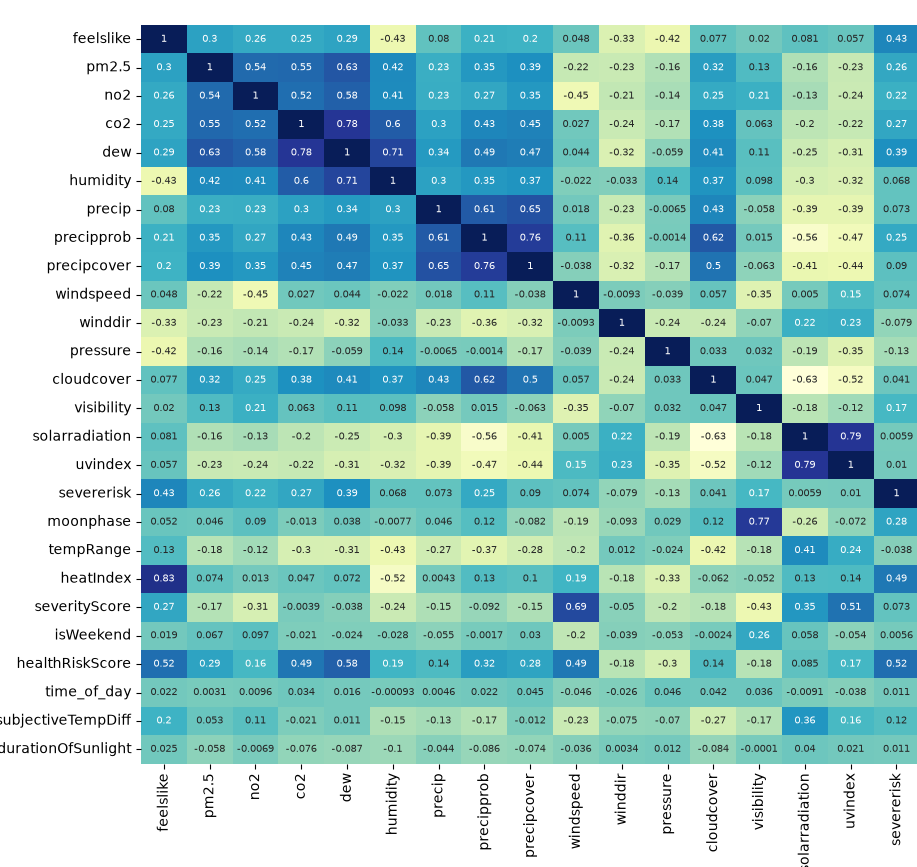 feelslike 1 0.3 0.26 0.25 0.29 -0.43 0.08 0.21 0.2 0.048 -0.33 -0.42 0.077 0.02 0.081 0.057 0.43
pm2.5 0.3 1 0.54 0.55 0.63 0.42 0.23 0.35 0.39 -0.22 -0.23 -0.16 0.32 0.13 -0.16 -0.23 0.26
no2 0.26 0.54 1 0.52 0.58 0.41 0.23 0.27 0.35 -0.45 -0.21 -0.14 0.25 0.21 -0.13 -0.24 0.22
co2 0.25 0.55 0.52 1 0.78 0.6 0.3 0.43 0.45 0.027 -0.24 -0.17 0.38 0.063 -0.2 -0.22 0.27
dew 0.29 0.63 0.58 0.78 1 0.71 0.34 0.49 0.47 0.044 -0.32 -0.059 0.41 0.11 -0.25 -0.31 0.39
humidity -0.43 0.42 0.41 0.6 0.71 1 0.3 0.35 0.37 -0.022 -0.033 0.14 0.37 0.098 -0.3 -0.32 0.068
precip 0.08 0.23 0.23 0.3 0.34 0.3 1 0.61 0.65 0.018 -0.23 -0.0065 0.43 -0.058 -0.39 -0.39 0.073
precipprob 0.21 0.35 0.27 0.43 0.49 0.35 0.61 1 0.76 0.11 -0.36 -0.0014 0.62 0.015 -0.56 -0.47 0.25
precipcover 0.2 0.39 0.35 0.45 0.47 0.37 0.65 0.76 1 -0.038 -0.32 -0.17 0.5 -0.063 -0.41 -0.44 0.09
windspeed 0.048 -0.22 -0.45 0.027 0.044 -0.022 0.018 0.11 -0.038 1 -0.0093 -0.039 0.057 -0.35 0.005 0.15 0.074
winddir -0.33 -0.23 -0.21 -0.24 -0.32 -0.033 -0.23 -0.36 -0.32 -0.0093 1 -0.24 -0.24 -0.07 0.22 0.23 -0.079
pressure -0.42 -0.16 -0.14 -0.17 -0.059 0.14 -0.0065 -0.0014 -0.17 -0.039 -0.24 1 0.033 0.032 -0.19 -0.35 -0.13
cloudcover 0.077 0.32 0.25 0.38 0.41 0.37 0.43 0.62 0.5 0.057 -0.24 0.033 1 0.047 -0.63 -0.52 0.041
visibility 0.02 0.13 0.21 0.063 0.11 0.098 -0.058 0.015 -0.063 -0.35 -0.07 0.032 0.047 1 -0.18 -0.12 0.17
solarradiation 0.081 -0.16 -0.13 -0.2 -0.25 -0.3 -0.39 -0.56 -0.41 0.005 0.22 -0.19 -0.63 -0.18 1 0.79 0.0059
uvindex 0.057 -0.23 -0.24 -0.22 -0.31 -0.32 -0.39 -0.47 -0.44 0.15 0.23 -0.35 -0.52 -0.12 0.79 1 0.01
severerisk 0.43 0.26 0.22 0.27 0.39 0.068 0.073 0.25 0.09 0.074 -0.079 -0.13 0.041 0.17 0.0059 0.01 1
moonphase 0.052 0.046 0.09 -0.013 0.038 -0.0077 0.046 0.12 -0.082 -0.19 -0.093 0.029 0.12 0.77 -0.26 -0.072 0.28
tempRange 0.13 -0.18 -0.12 -0.3 -0.31 -0.43 -0.27 -0.37 -0.28 -0.2 0.012 -0.024 -0.42 -0.18 0.41 0.24 -0.038
heatIndex 0.83 0.074 0.013 0.047 0.072 -0.52 0.0043 0.13 0.1 0.19 -0.18 -0.33 -0.062 -0.052 0.13 0.14 0.49
severityScore 0.27 -0.17 -0.31 -0.0039 -0.038 -0.24 -0.15 -0.092 -0.15 0.69 -0.05 -0.2 -0.18 -0.43 0.35 0.51 0.073
isWeekend 0.019 0.067 0.097 -0.021 -0.024 -0.028 -0.055 -0.0017 0.03 -0.2 -0.039 -0.053 -0.0024 0.26 0.058 -0.054 0.0056
healthRiskScore 0.52 0.29 0.16 0.49 0.58 0.19 0.14 0.32 0.28 0.49 -0.18 -0.3 0.14 -0.18 0.085 0.17 0.52
time_of_day 0.022 0.0031 0.0096 0.034 0.016 -0.00093 0.0046 0.022 0.045 -0.046 -0.026 0.046 0.042 0.036 -0.0091 -0.038 0.011
subjectiveTempDiff 0.2 0.053 0.11 -0.021 0.011 -0.15 -0.13 -0.17 -0.012 -0.23 -0.075 -0.07 -0.27 -0.17 0.36 0.16 0.12
durationOfSunlight 0.025 -0.058 -0.0069 -0.076 -0.087 -0.1 -0.044 -0.086 -0.074 -0.036 0.0034 0.012 -0.084 -0.0001 0.04 0.021 0.011
feelslike pm2.5 no2 co2 dew humidity precip precipprob precipcover windspeed winddir pressure cloudcover visibility solarradiation uvindex severerisk